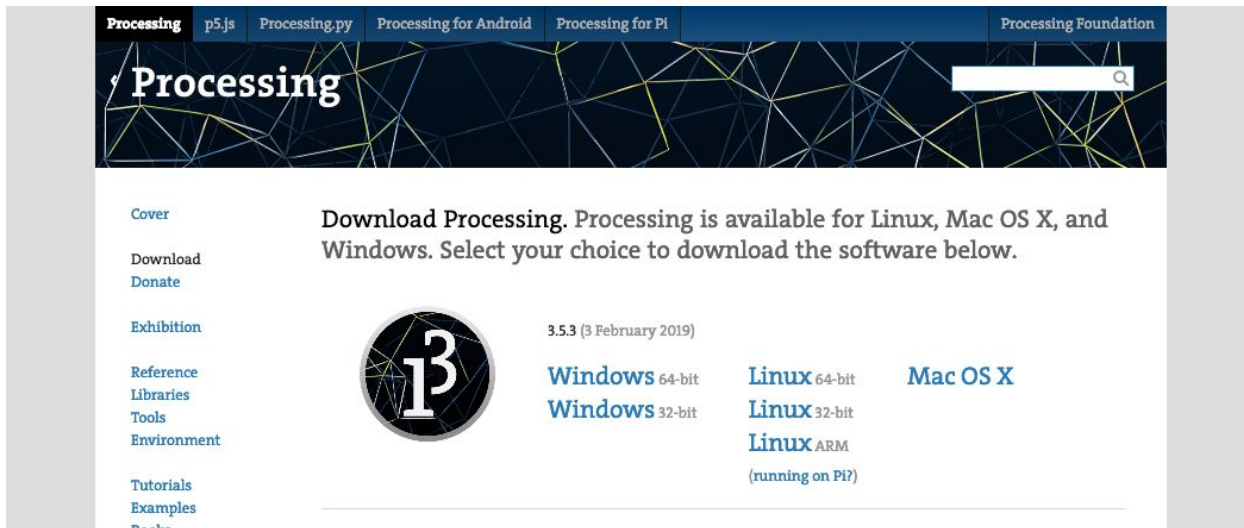 Processing p5.js Processing.py Processing for Android Processing for Pi Processing Foundation
Processing
Cover
Download
Donate
Exhibition
Reference
Libraries
Tools
Environment
Tutorials
Examples
Books
Download Processing. Processing is available for Linux, Mac OS X, and
Windows. Select your choice to download the software below.
3
3.5.3 (3 February 2019)
Windows 64-bit
Windows 32-bit
Linux 64-bit
Linux 32-bit
Linux ARM
(running on Pi?)
Mac OS X